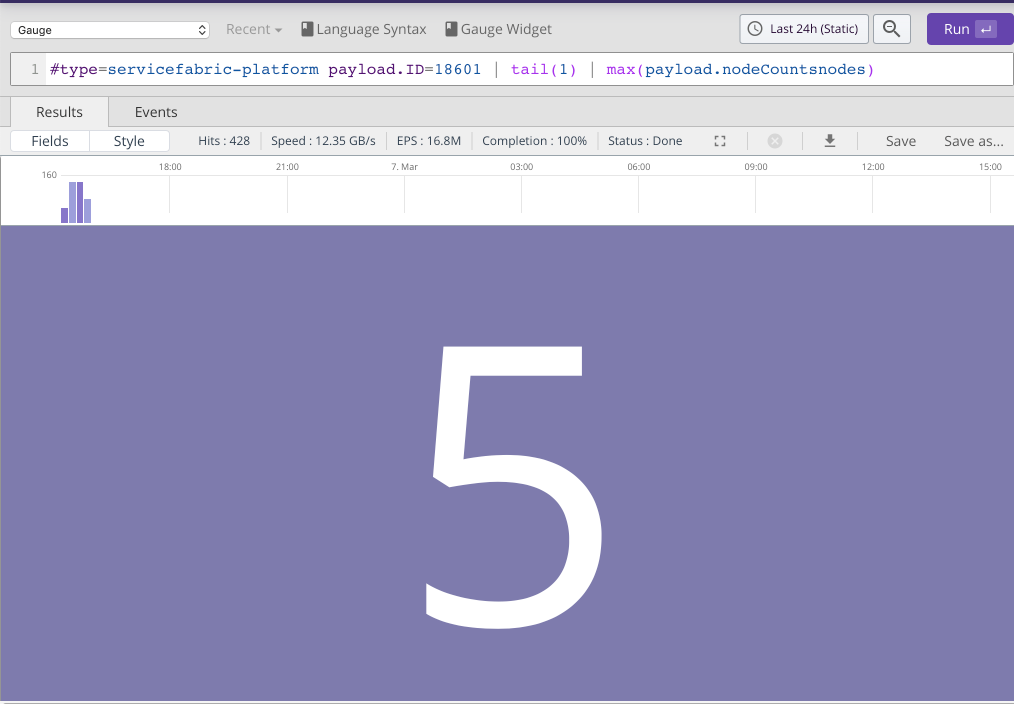 Gauge Recent Language Syntax Gauge Widget Last 24h (Static) Run
1 #type=servicefabric-platform payload.ID=18601 | tail(1) | max(payload.nodeCountsnodes)
Results Events
Fields Style Hits : 428 Speed : 12.35 GB/s EPS : 16.8M Completion : 100% Status : Done Save Save as...
18:00 21:00 7. Mar 03:00 06:00 09:00 12:00 15:00
160
5